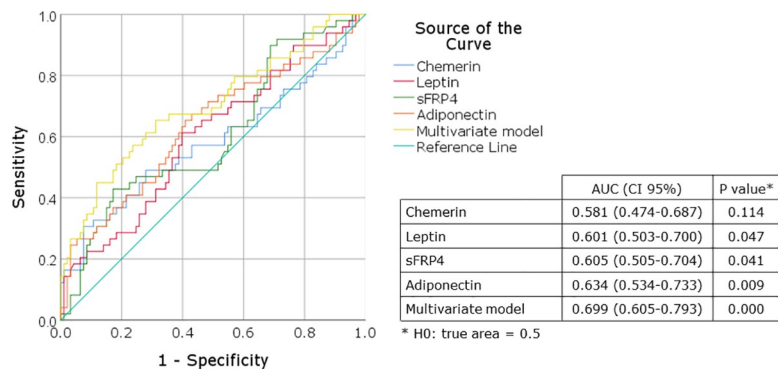 1.0
0.8
0.6
0.4
0.2
0.0
Sensitivity
0.0 0.2 0.4 0.6 0.8 1.0
1 - Specificity
Source of the
Curve
Chemerin
Leptin
sFRP4
Adiponectin
Multivariate model
Reference Line
AUC (CI 95%) P value*
Chemerin 0.581 (0.474-0.687) 0.114
Leptin 0.601 (0.503-0.700) 0.047
sFRP4 0.605 (0.505-0.704) 0.041
Adiponectin 0.634 (0.534-0.733) 0.009
Multivariate model 0.699 (0.605-0.793) 0.000
* H0: true area = 0.5